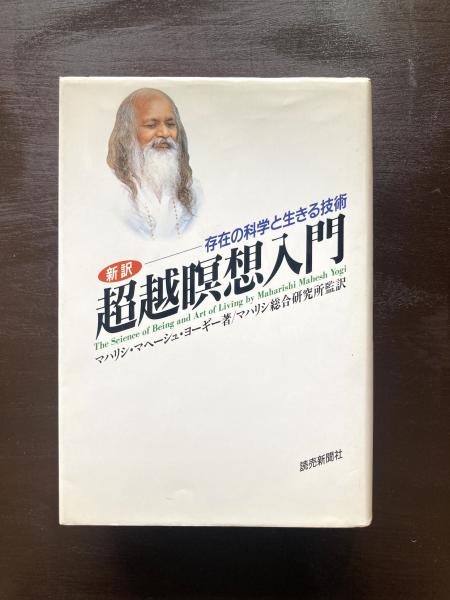 存在の科学と生きる技術
新訳
超越瞑想入門
The Science of Being and Art of Living by Maharishi Mahesh Yogi
マハリシ・マヘーシュ・ヨーギー著/マハリシ総合研究所監訳
読売新聞社